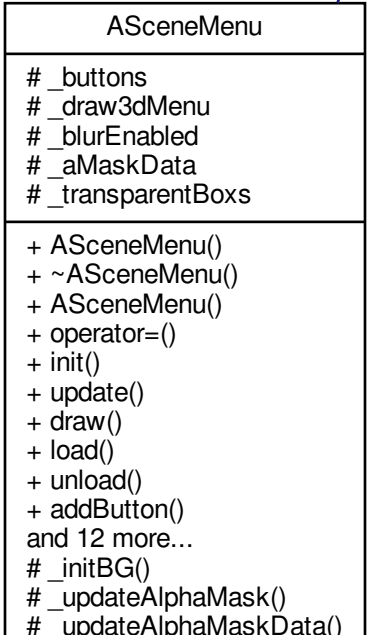 ASceneMenu
# _buttons
# _draw3dMenu
# _blurEnabled
# _aMaskData
# _transparentBoxs
+ ASceneMenu()
+ ~ASceneMenu()
+ ASceneMenu()
+ operator=()
+ init()
+ update()
+ draw()
+ load()
+ unload()
+ addButton()
and 12 more...
# _initBG()
# _updateAlphaMask()
# _updateAlphaMaskData()